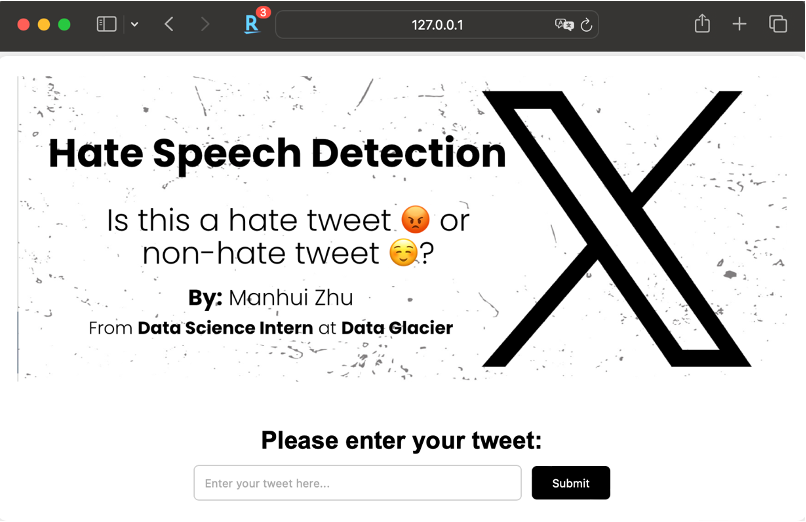 R 3
127.0.0.1
Hate Speech Detection
Is this a hate tweet 😡 or
non-hate tweet ☺️?
By: Manhui Zhu
From Data Science Intern at Data Glacier
Please enter your tweet:
Enter your tweet here...
Submit